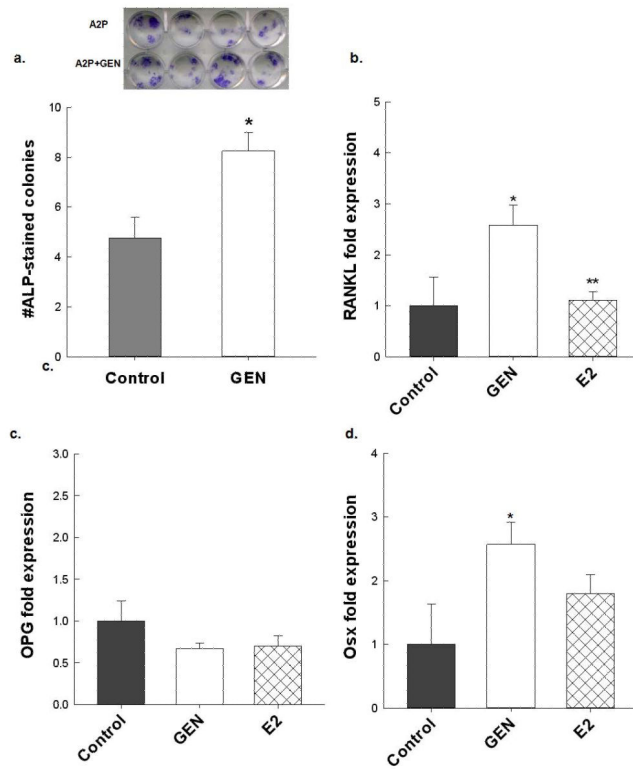 A2P
a.
A2P+GEN
b.
#ALP-stained colonies
10
8
6
4
2
0
*
Control
GEN
c.
RANKL fold expression
5
4
3
2
1
0
*
**
Control
GEN
E2
c.
OPG fold expression
3.0
2.5
2.0
1.5
1.0
0.5
0.0
Control
GEN
E2
d.
Osx fold expression
4
3
2
1
0
*
Control
GEN
E2